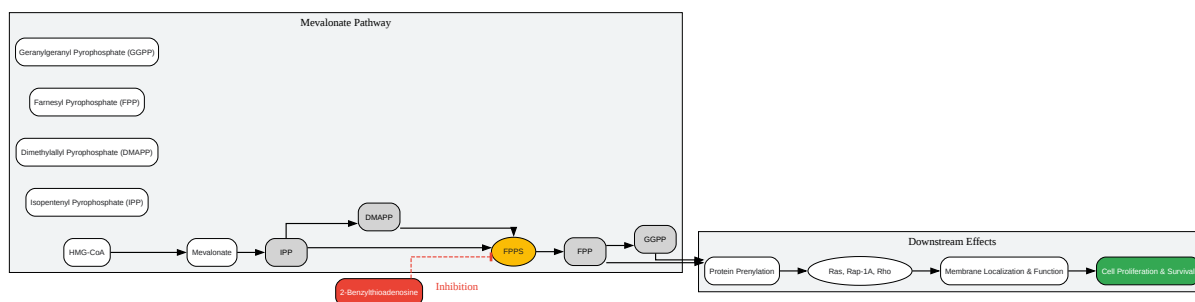 Mevalonate Pathway
Geranylgeranyl Pyrophosphate (GGPP)
Farnesyl Pyrophosphate (FPP)
Dimethylallyl Pyrophosphate (DMAPP)
Isopentenyl Pyrophosphate (IPP)
DMAPP
HMG-CoA
Mevalonate
IPP
FPPS
FPP
GGPP
2-Benzylthioadenosine
Inhibition
Downstream Effects
Protein Prenylation
Ras, Rap-1A, Rho
Membrane Localization & Function
Cell Proliferation & Survival